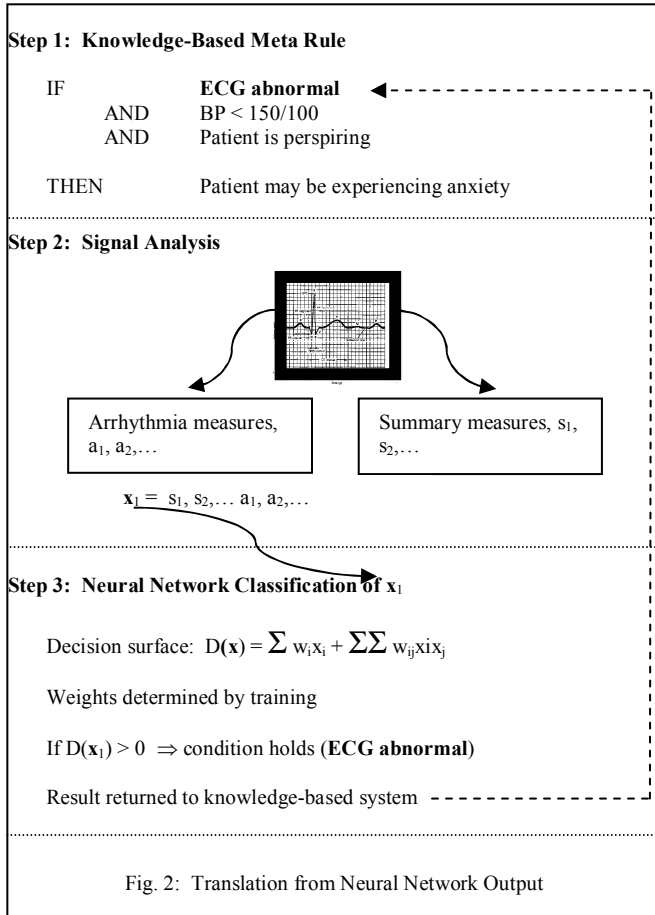 Step 1: Knowledge-Based Meta Rule
IF ECG abnormal
AND BP < 150/100
AND Patient is perspiring
THEN Patient may be experiencing anxiety
Step 2: Signal Analysis
Arrhythmia measures,
a₁, a₂,…
Summary measures, s₁,
s₂,…
x₁ = s₁, s₂,… a₁, a₂,…
Step 3: Neural Network Classification of x₁
Decision surface: D(x) = Σ wᵢxᵢ + ΣΣ wᵢⱼxixⱼ
Weights determined by training
If D(x₁) > 0 ⇒ condition holds (ECG abnormal)
Result returned to knowledge-based system
Fig. 2: Translation from Neural Network Output